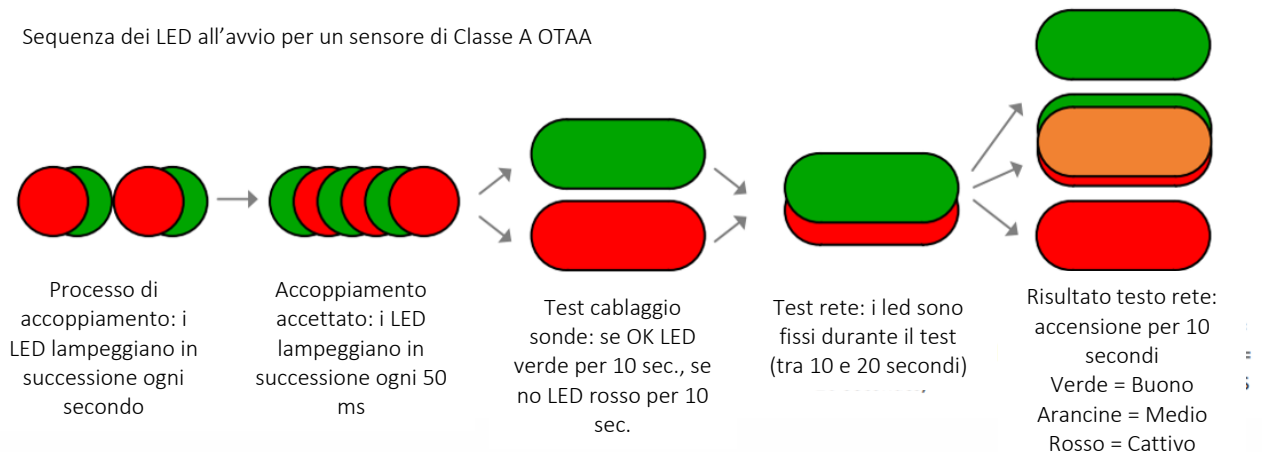 Sequenza dei LED all’avvio per un sensore di Classe A OTAA
Processo di
accoppiamento: i
LED lampeggiano in
successione ogni
secondo
Accoppiamento
accettato: i LED
lampeggiano in
successione ogni 50
ms
Test cablaggio
sonde: se OK LED
verde per 10 sec., se
no LED rosso per 10
sec.
Test rete: i led sono
fissi durante il test
(tra 10 e 20 secondi)
Risultato testo rete:
accensione per 10
secondi
Verde = Buono
Arancine = Medio
Rosso = Cattivo